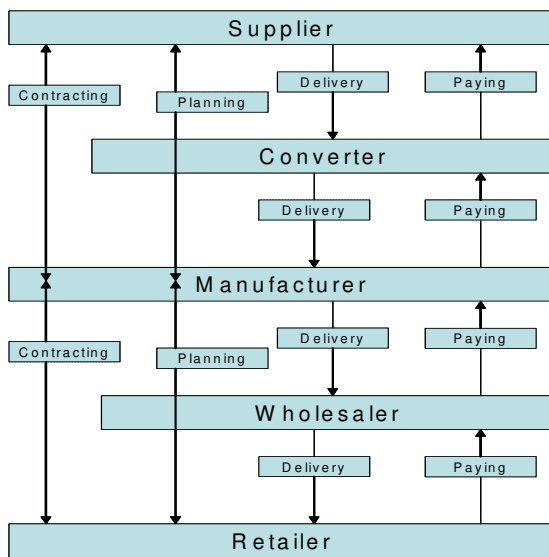 Supplier
Contracting
Planning
Delivery
Paying
Converter
Delivery
Paying
Manufacturer
Contracting
Planning
Delivery
Paying
Wholesaler
Delivery
Paying
Retailer